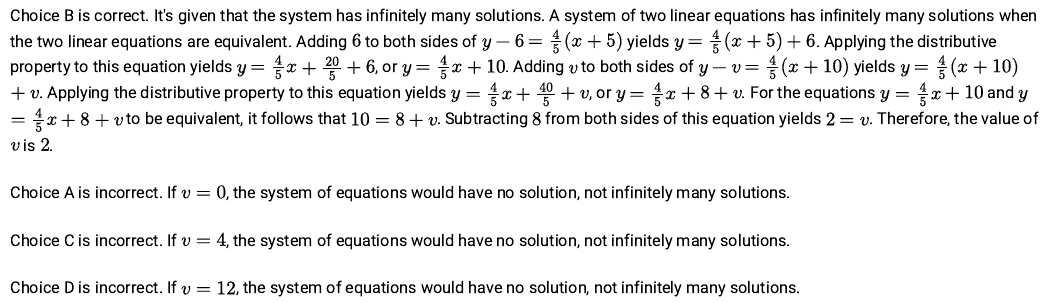 Choice B is correct. It's given that the system has infinitely many solutions. A system of two linear equations has infinitely many solutions when
the two linear equations are equivalent. Adding 6 to both sides of y − 6 = 4/5 (x + 5) yields y = 4/5 (x + 5) + 6. Applying the distributive
property to this equation yields y = 4/5 x + 20/5 + 6, or y = 4/5 x + 10. Adding v to both sides of y − v = 4/5 (x + 10) yields y = 4/5 (x + 10)
+ v. Applying the distributive property to this equation yields y = 4/5 x + 40/5 + v, or y = 4/5 x + 8 + v. For the equations y = 4/5 x + 10 and y
= 4/5 x + 8 + v to be equivalent, it follows that 10 = 8 + v. Subtracting 8 from both sides of this equation yields 2 = v. Therefore, the value of
v is 2.
Choice A is incorrect. If v = 0, the system of equations would have no solution, not infinitely many solutions.
Choice C is incorrect. If v = 4, the system of equations would have no solution, not infinitely many solutions.
Choice D is incorrect. If v = 12, the system of equations would have no solution, not infinitely many solutions.